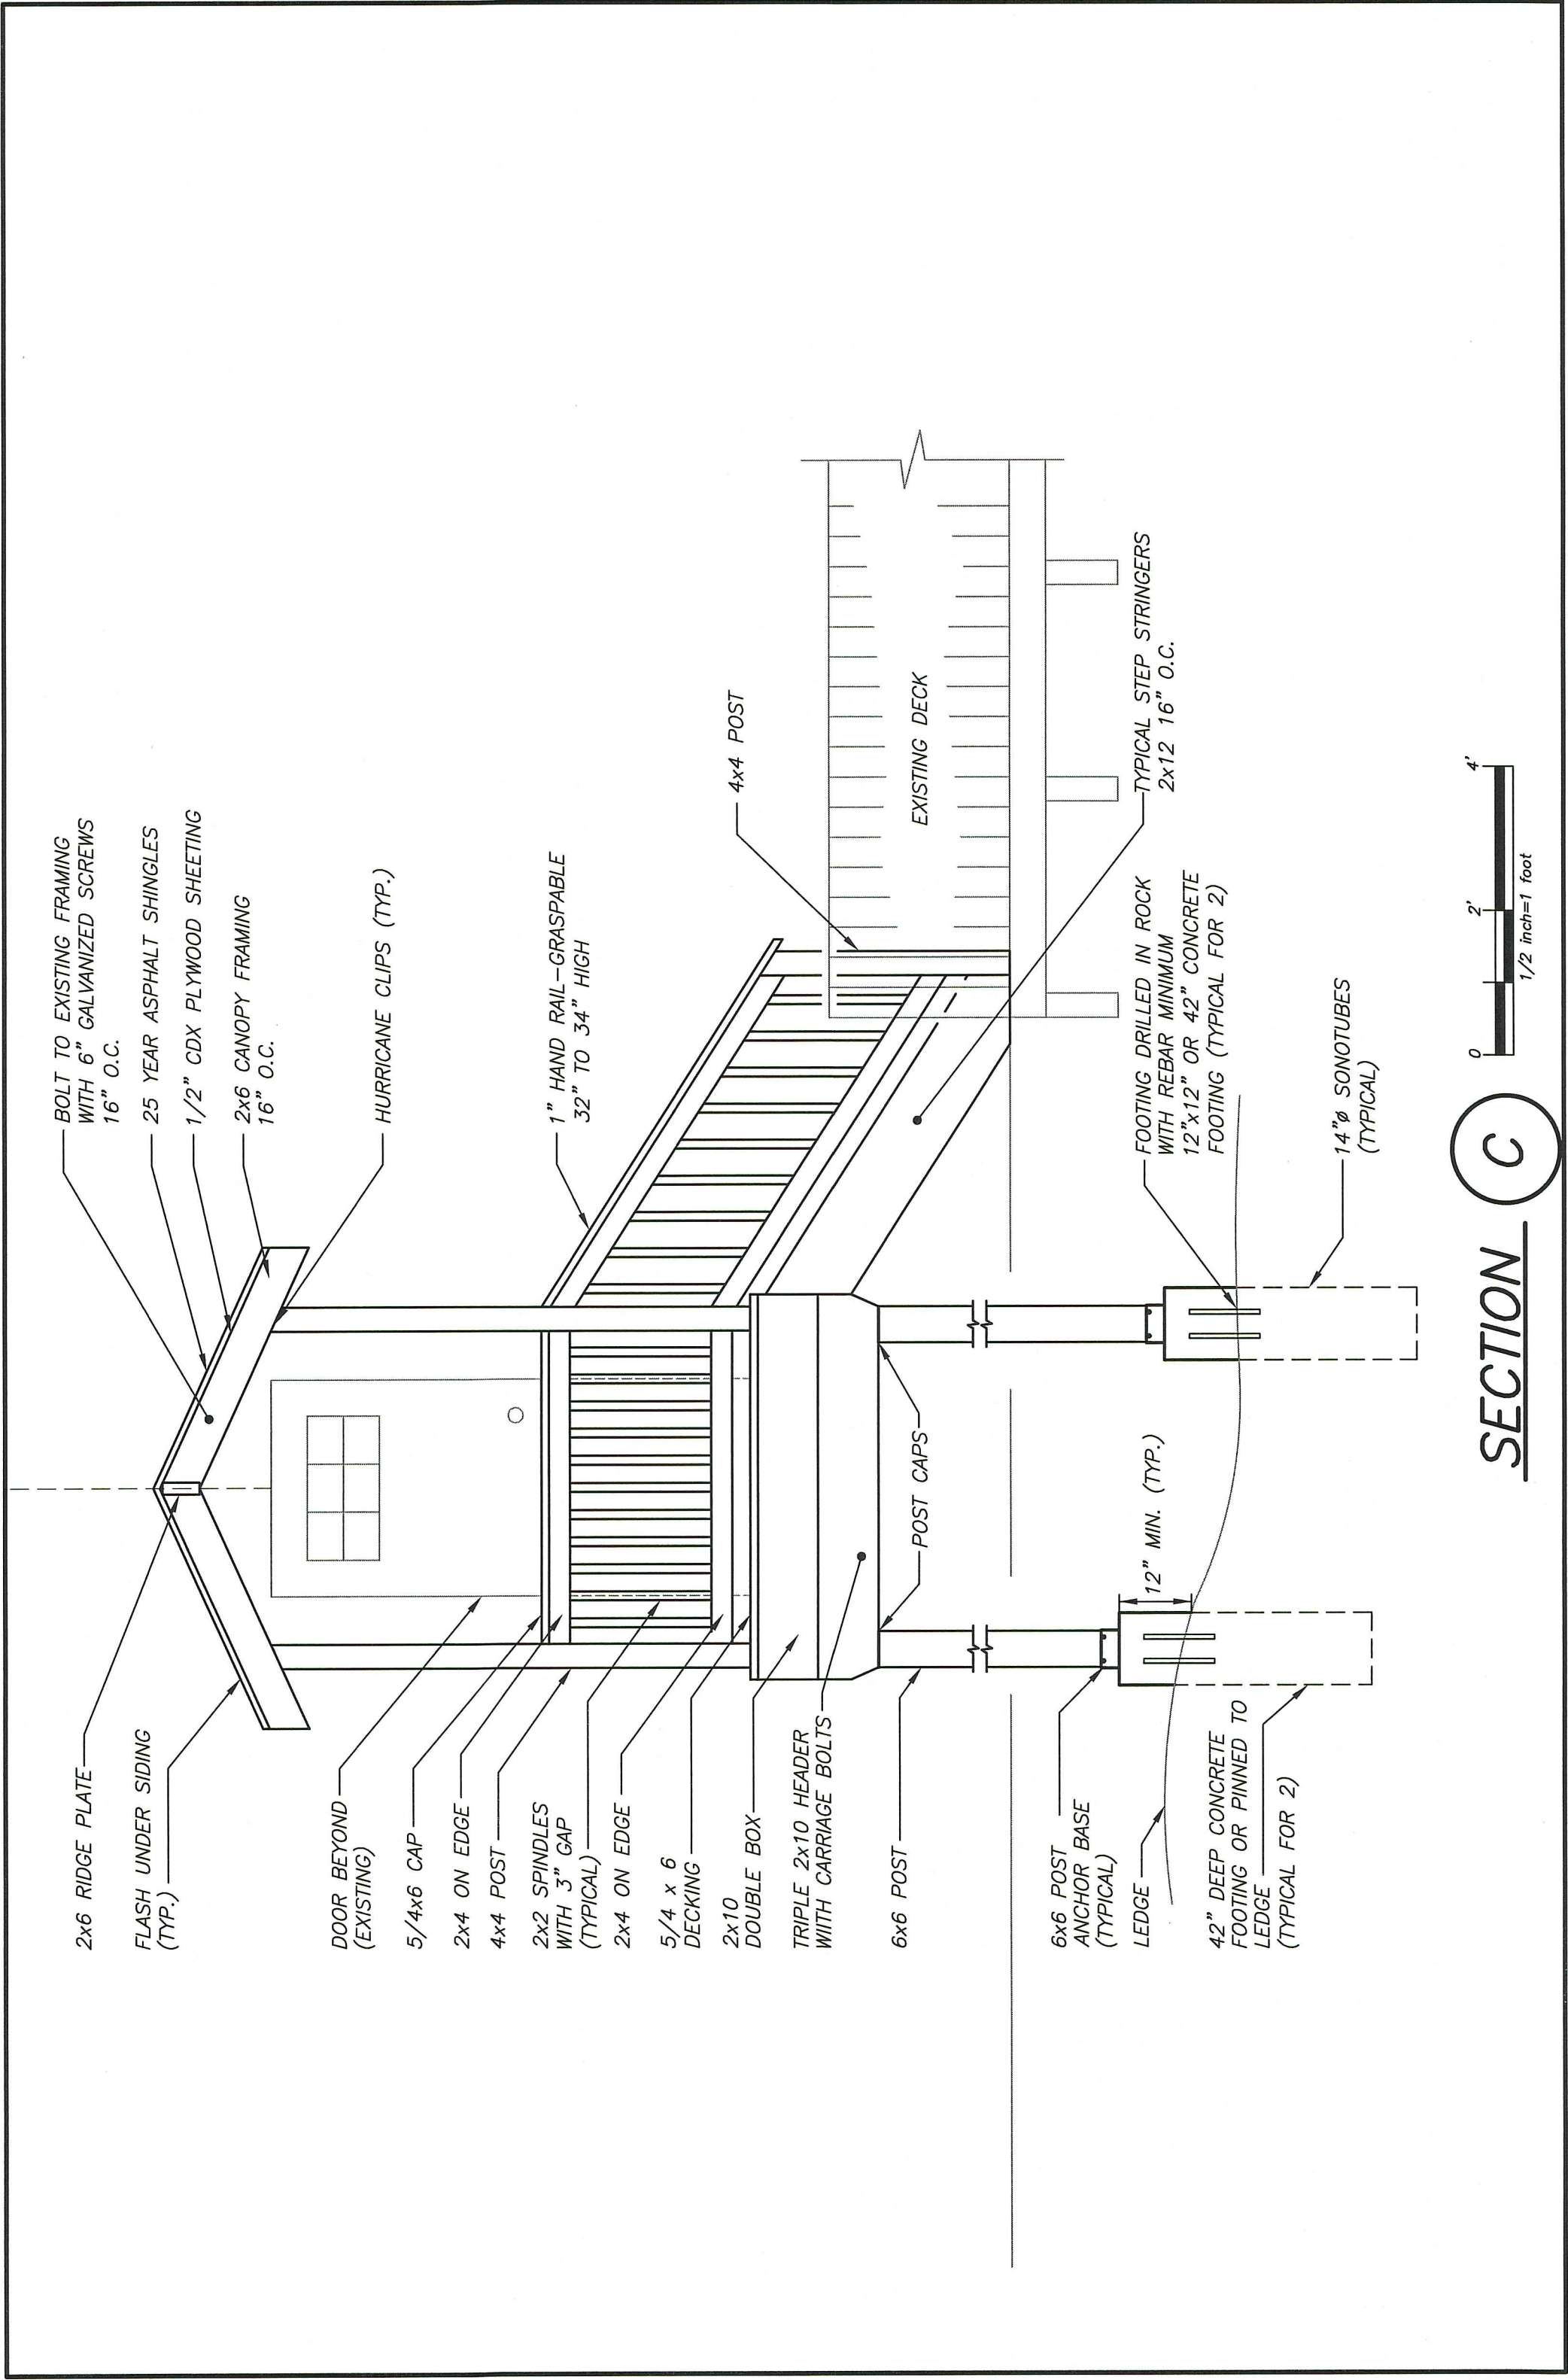 2x6 RIDGE PLATE
FLASH UNDER SIDING
(TYP.)
DOOR BEYOND
(EXISTING)
5/4x6 CAP
2x4 ON EDGE
4x4 POST
2x2 SPINDLES
WITH 3" GAP
(TYPICAL)
2x4 ON EDGE
5/4 x 6
DECKING
2x10
DOUBLE BOX
TRIPLE 2x10 HEADER
WITH CARRIAGE BOLTS
6x6 POST
6x6 POST
ANCHOR BASE
(TYPICAL)
LEDGE
42" DEEP CONCRETE
FOOTING OR PINNED TO
LEDGE
(TYPICAL FOR 2)
POST CAPS
12" MIN. (TYP.)
BOLT TO EXISTING FRAMING
WITH 6" GALVANIZED SCREWS
16" O.C.
25 YEAR ASPHALT SHINGLES
1/2" CDX PLYWOOD SHEETING
2x6 CANOPY FRAMING
16" O.C.
HURRICANE CLIPS (TYP.)
1" HAND RAIL-GRASPABLE
32" TO 34" HIGH
4x4 POST
EXISTING DECK
TYPICAL STEP STRINGERS
2x12 16" O.C.
FOOTING DRILLED IN ROCK
WITH REBAR MINIMUM
12"x12" OR 42" CONCRETE
FOOTING (TYPICAL FOR 2)
14"ø SONOTUBES
(TYPICAL)
SECTION C
0 2' 4'
1/2 inch=1 foot